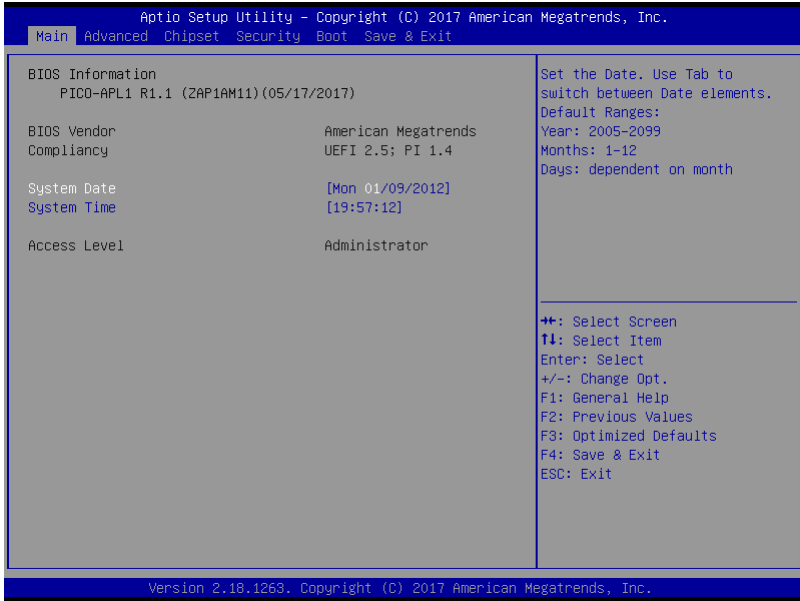 Aptio Setup Utility – Copyright (C) 2017 American Megatrends, Inc.
Main Advanced Chipset Security Boot Save & Exit
BIOS Information
PICO-APL1 R1.1 (ZAP1AM11)(05/17/2017)
BIOS Vendor American Megatrends
Compliancy UEFI 2.5; PI 1.4
System Date [Mon 01/09/2012]
System Time [19:57:12]
Access Level Administrator
Set the Date. Use Tab to
switch between Date elements.
Default Ranges:
Year: 2005-2099
Months: 1-12
Days: dependent on month
→←: Select Screen
↑↓: Select Item
Enter: Select
+/-: Change Opt.
F1: General Help
F2: Previous Values
F3: Optimized Defaults
F4: Save & Exit
ESC: Exit
Version 2.18.1263. Copyright (C) 2017 American Megatrends, Inc.